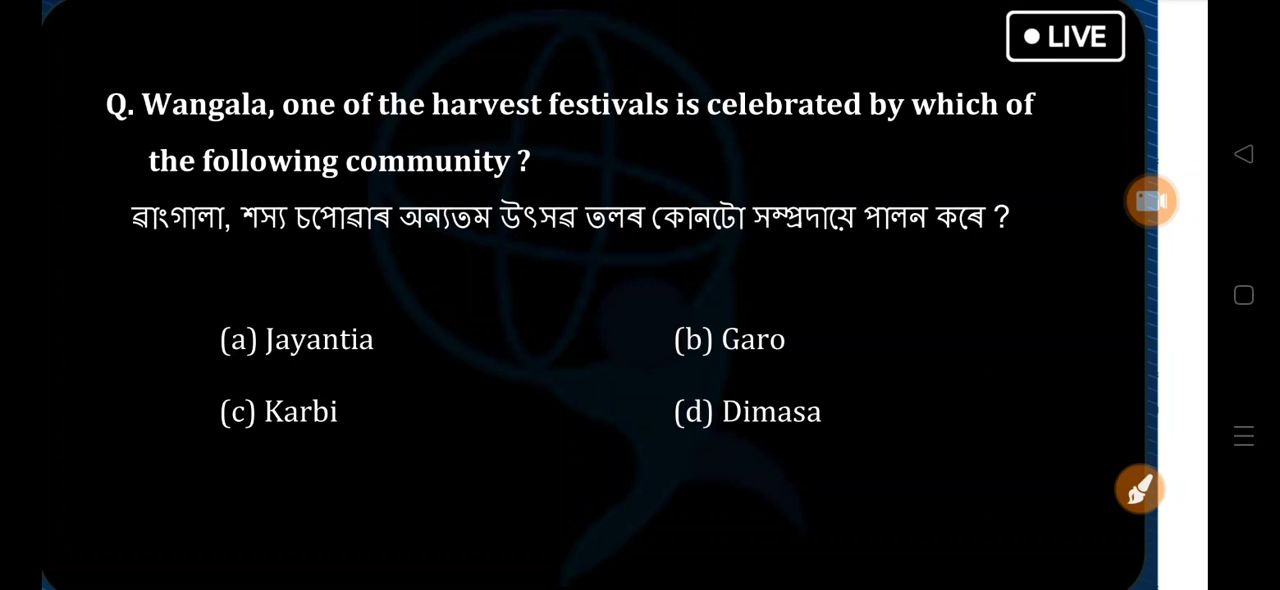 LIVE
Q. Wangala, one of the harvest festivals is celebrated by which of
the following community ?
ৱাংগালা, শস্য চপোৱাৰ অন্যতম উৎসৱ তলৰ কোনটো সম্প্ৰদায়ে পালন কৰে ?
(a) Jayantia (b) Garo
(c) Karbi (d) Dimasa